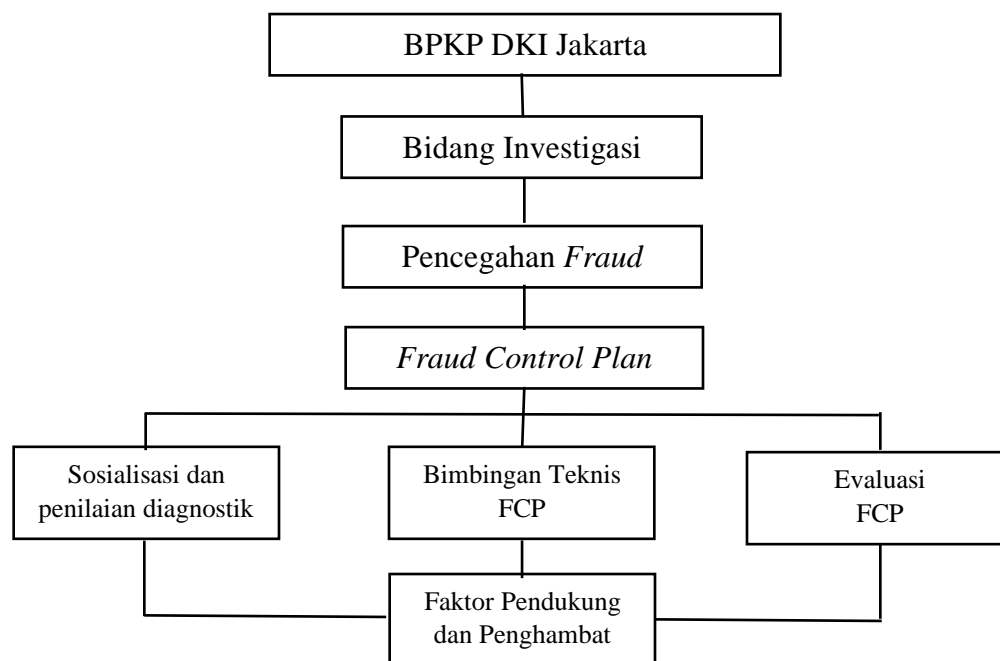 BPKP DKI Jakarta
Bidang Investigasi
Pencegahan Fraud
Fraud Control Plan
Sosialisasi dan
penilaian diagnostik
Bimbingan Teknis
FCP
Evaluasi
FCP
Faktor Pendukung
dan Penghambat